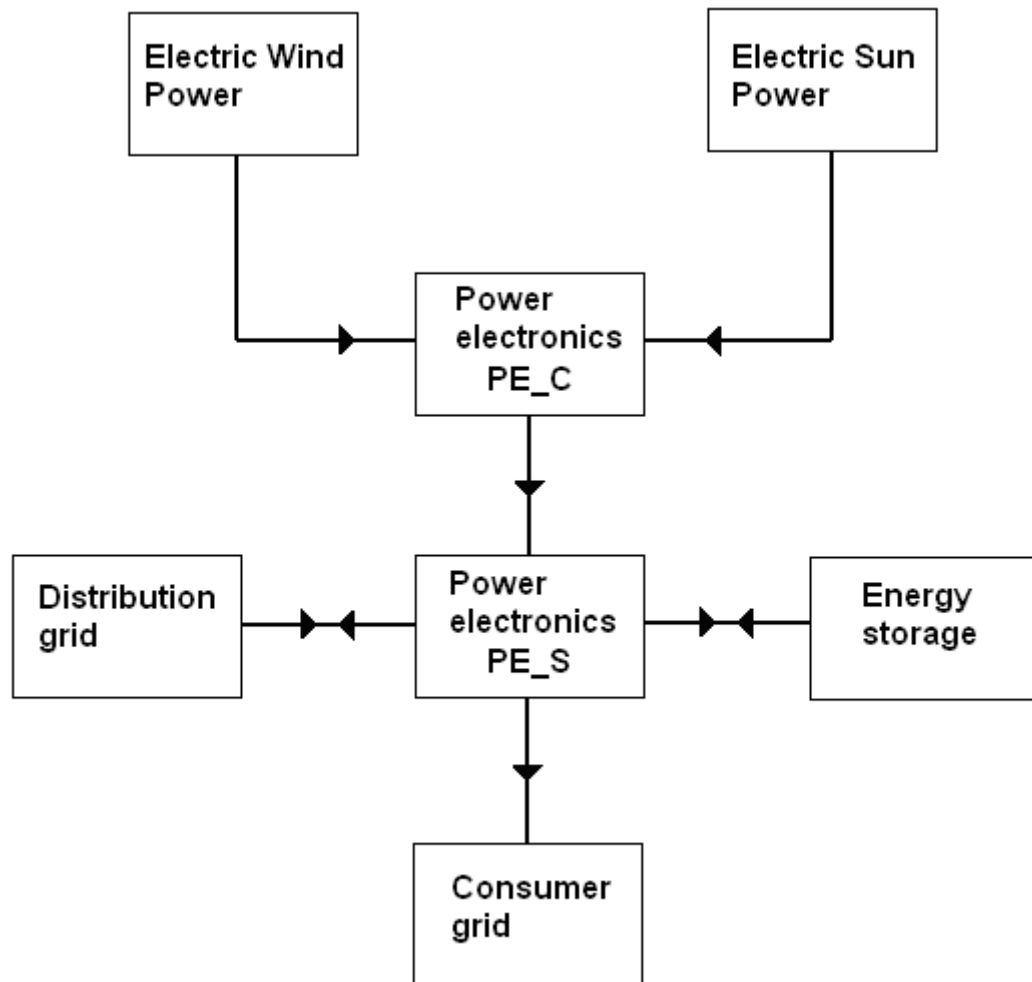 Electric Wind
Power
Electric Sun
Power
Power
electronics
PE_C
Distribution
grid
Power
electronics
PE_S
Energy
storage
Consumer
grid